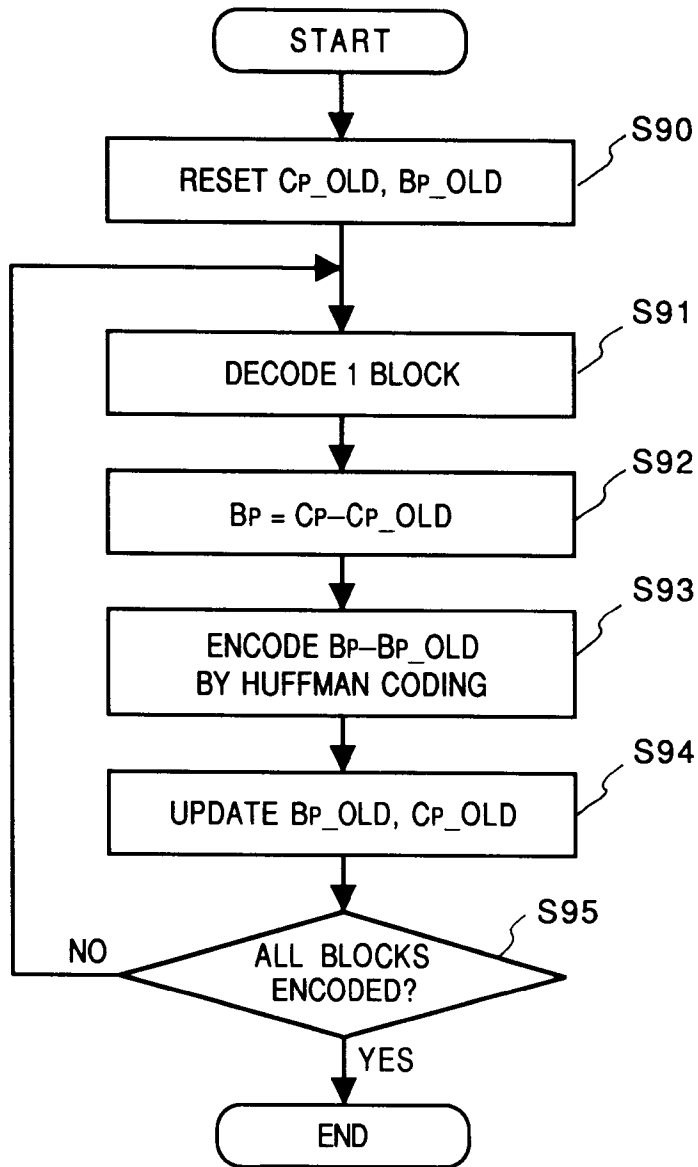 START
S90
RESET CP_OLD, BP_OLD
S91
DECODE 1 BLOCK
S92
BP = CP–CP_OLD
S93
ENCODE BP–BP_OLD
BY HUFFMAN CODING
S94
UPDATE BP_OLD, CP_OLD
S95
NO
ALL BLOCKS
ENCODED?
YES
END